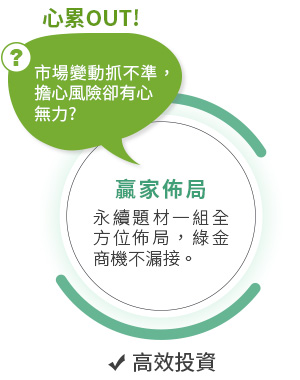 心累OUT!
?
市場變動抓不準，
擔心風險卻有心
無力?
贏家佈局
永續題材一組全
方位佈局，綠金
商機不漏接。
高效投資